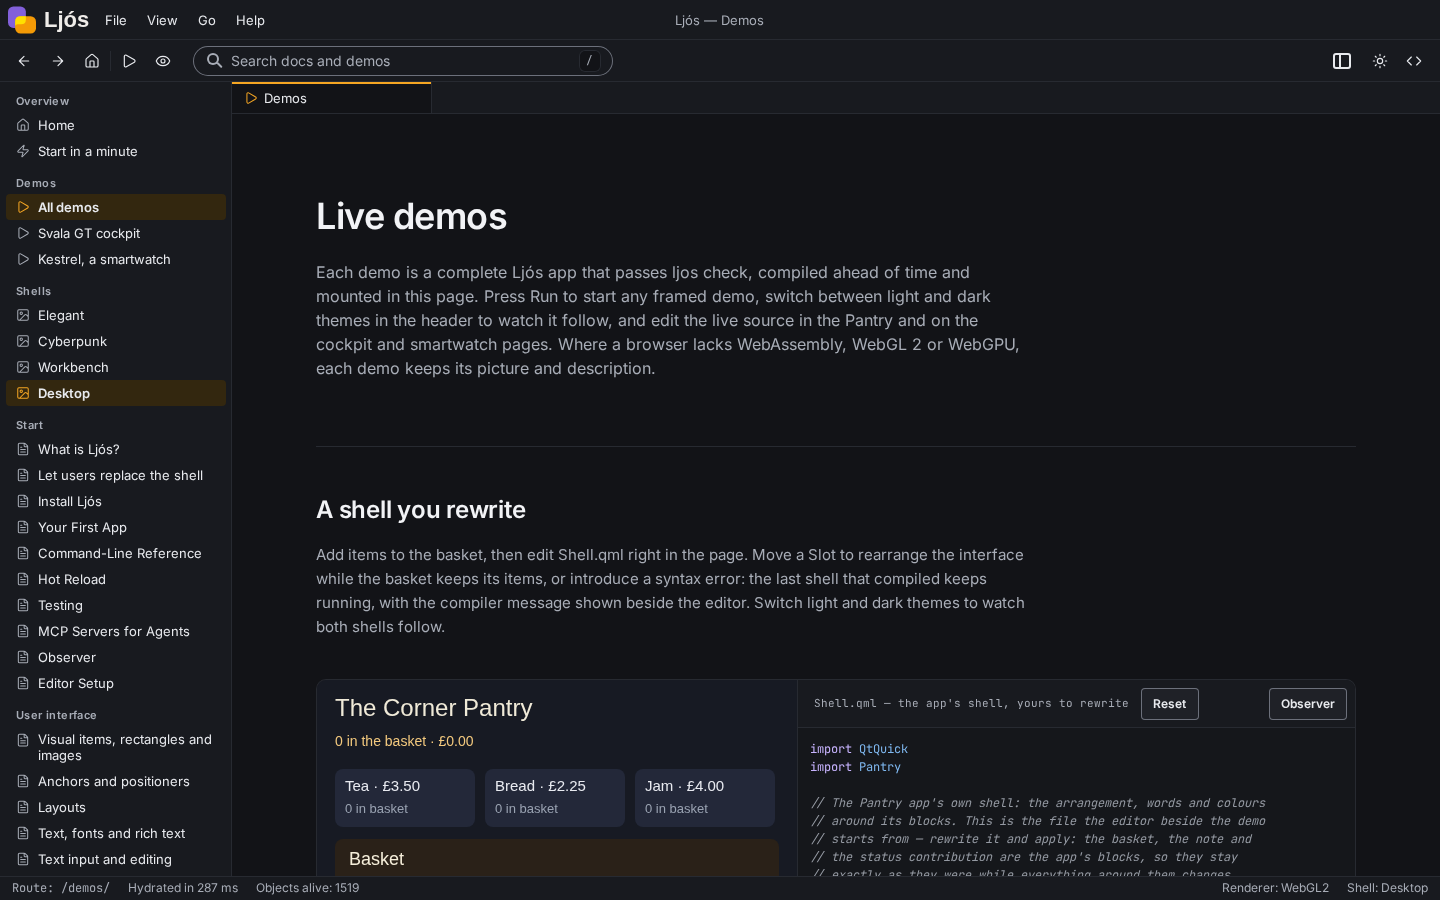 Ljós
File
View
Go
Help
Ljós — Demos
Search docs and demos
/
Overview
Home
Start in a minute
Demos
All demos
Svala GT cockpit
Kestrel, a smartwatch
Shells
Elegant
Cyberpunk
Workbench
Desktop
Start
What is Ljós?
Let users replace the shell
Install Ljós
Your First App
Command-Line Reference
Hot Reload
Testing
MCP Servers for Agents
Observer
Editor Setup
User interface
Visual items, rectangles and
images
Anchors and positioners
Layouts
Text, fonts and rich text
Text input and editing
Demos
Live demos
Each demo is a complete Ljós app that passes ljos check, compiled ahead of time and
mounted in this page. Press Run to start any framed demo, switch between light and dark
themes in the header to watch it follow, and edit the live source in the Pantry and on the
cockpit and smartwatch pages. Where a browser lacks WebAssembly, WebGL 2 or WebGPU,
each demo keeps its picture and description.
A shell you rewrite
Add items to the basket, then edit Shell.qml right in the page. Move a Slot to rearrange the interface
while the basket keeps its items, or introduce a syntax error: the last shell that compiled keeps
running, with the compiler message shown beside the editor. Switch light and dark themes to watch
both shells follow.
The Corner Pantry
0 in the basket · £0.00
Tea · £3.50
0 in basket
Bread · £2.25
0 in basket
Jam · £4.00
0 in basket
Basket
Shell.qml — the app's shell, yours to rewrite
Reset
Observer
import QtQuick
import Pantry
// The Pantry app's own shell: the arrangement, words and colours
// around its blocks. This is the file the editor beside the demo
// starts from — rewrite it and apply: the basket, the note and
// the status contribution are the app's blocks, so they stay
// exactly as they were while everything around them changes.
Route: /demos/
Hydrated in 287 ms
Objects alive: 1519
Renderer: WebGL2
Shell: Desktop